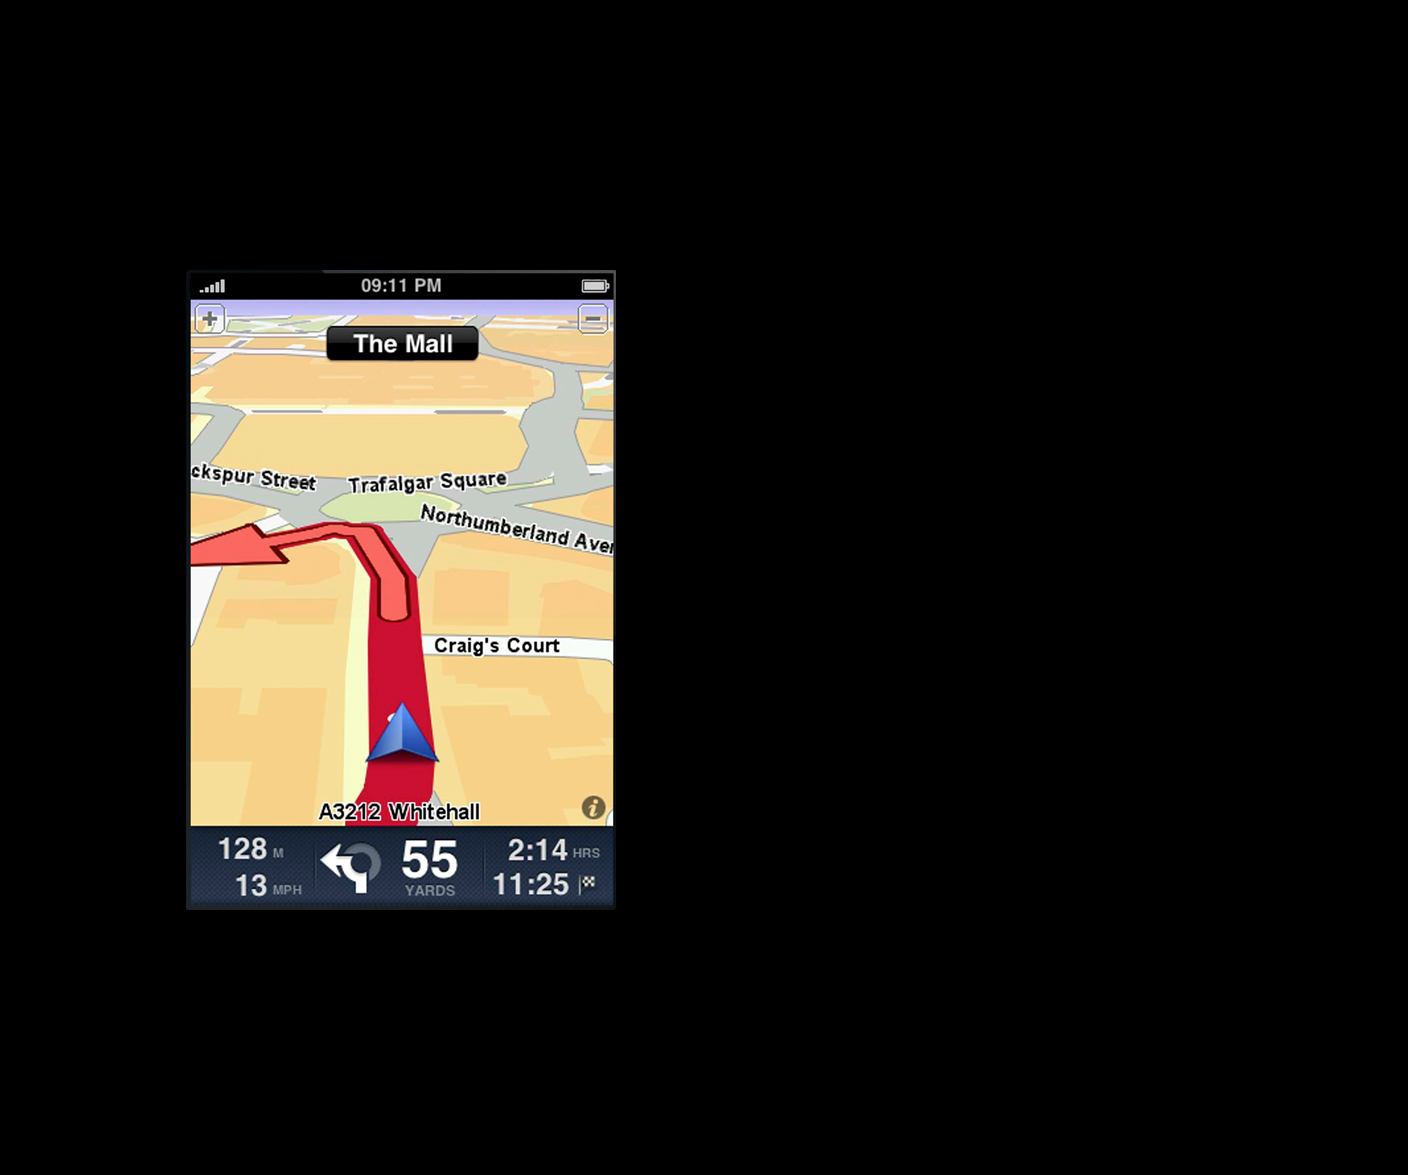 09:11 PM
The Mall
ckspur Street
Trafalgar Square
Northumberland Aver
Craig's Court
A3212 Whitehall
128 M
55
2:14 HRS
13 MPH
YARDS
11:25